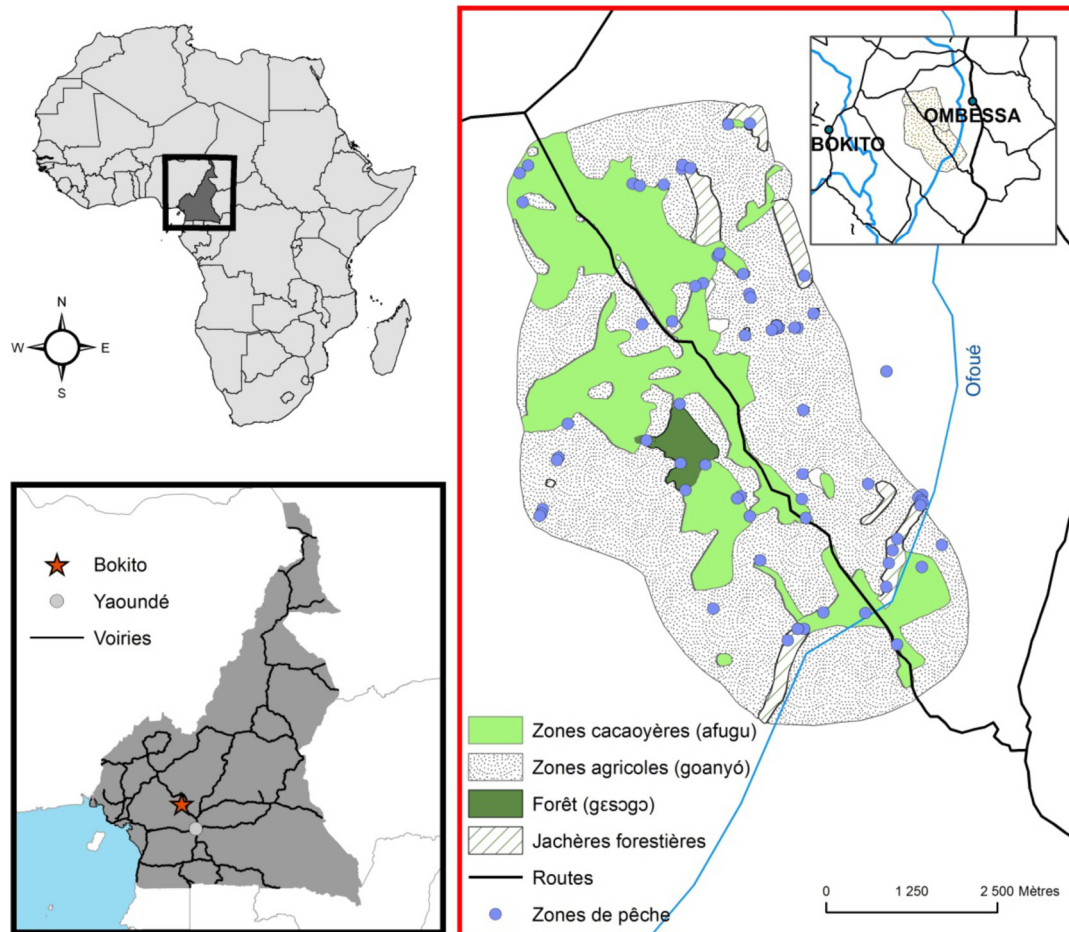 N
W
E
S
Bokito
Yaoundé
Voiries
OMBESSA
BOKITO
Ofoué
Zones cacaoyères (afugu)
Zones agricoles (goanyó)
Forêt (gɛsɔgɔ)
Jachères forestières
Routes
Zones de pêche
0
1 250
2 500 Mètres